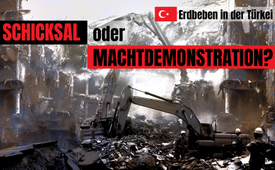 Erdbeben in der Türkei
SCHICKSAL oder
MACHTDEMONSTRATION?